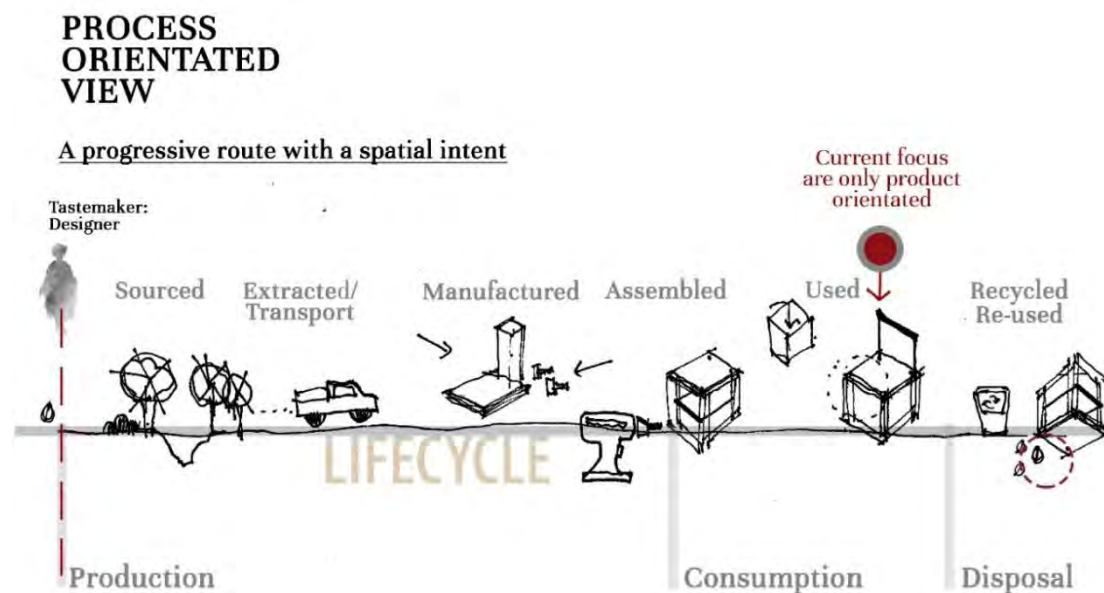 PROCESS
ORIENTATED
VIEW
A progressive route with a spatial intent
Current focus
are only product
orientated
Tastemaker:
Designer
Sourced
Extracted/
Transport
Manufactured
Assembled
Used
Recycled
Re-used
LIFECYCLE
Production
Consumption
Disposal